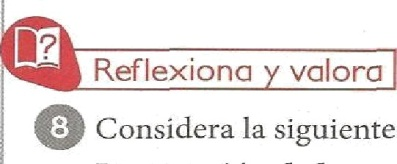 ?
Reflexiona y valora
8 Considera la siguiente